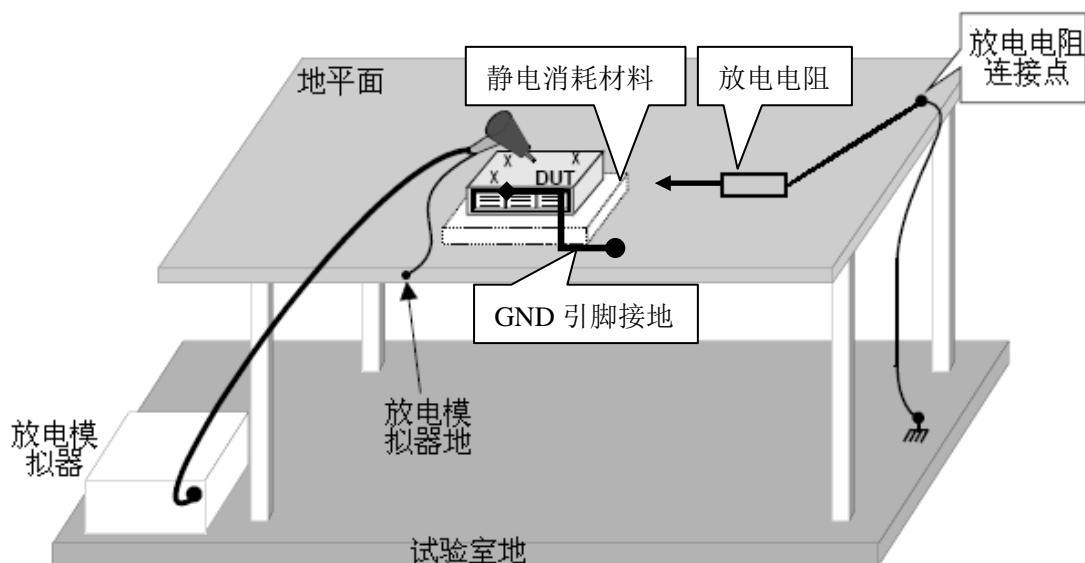 放电电阻
连接点
地平面
静电消耗材料
放电电阻
X
X
X
DUT
GND 引脚接地
放电模
拟器地
放电模
拟器
试验室地